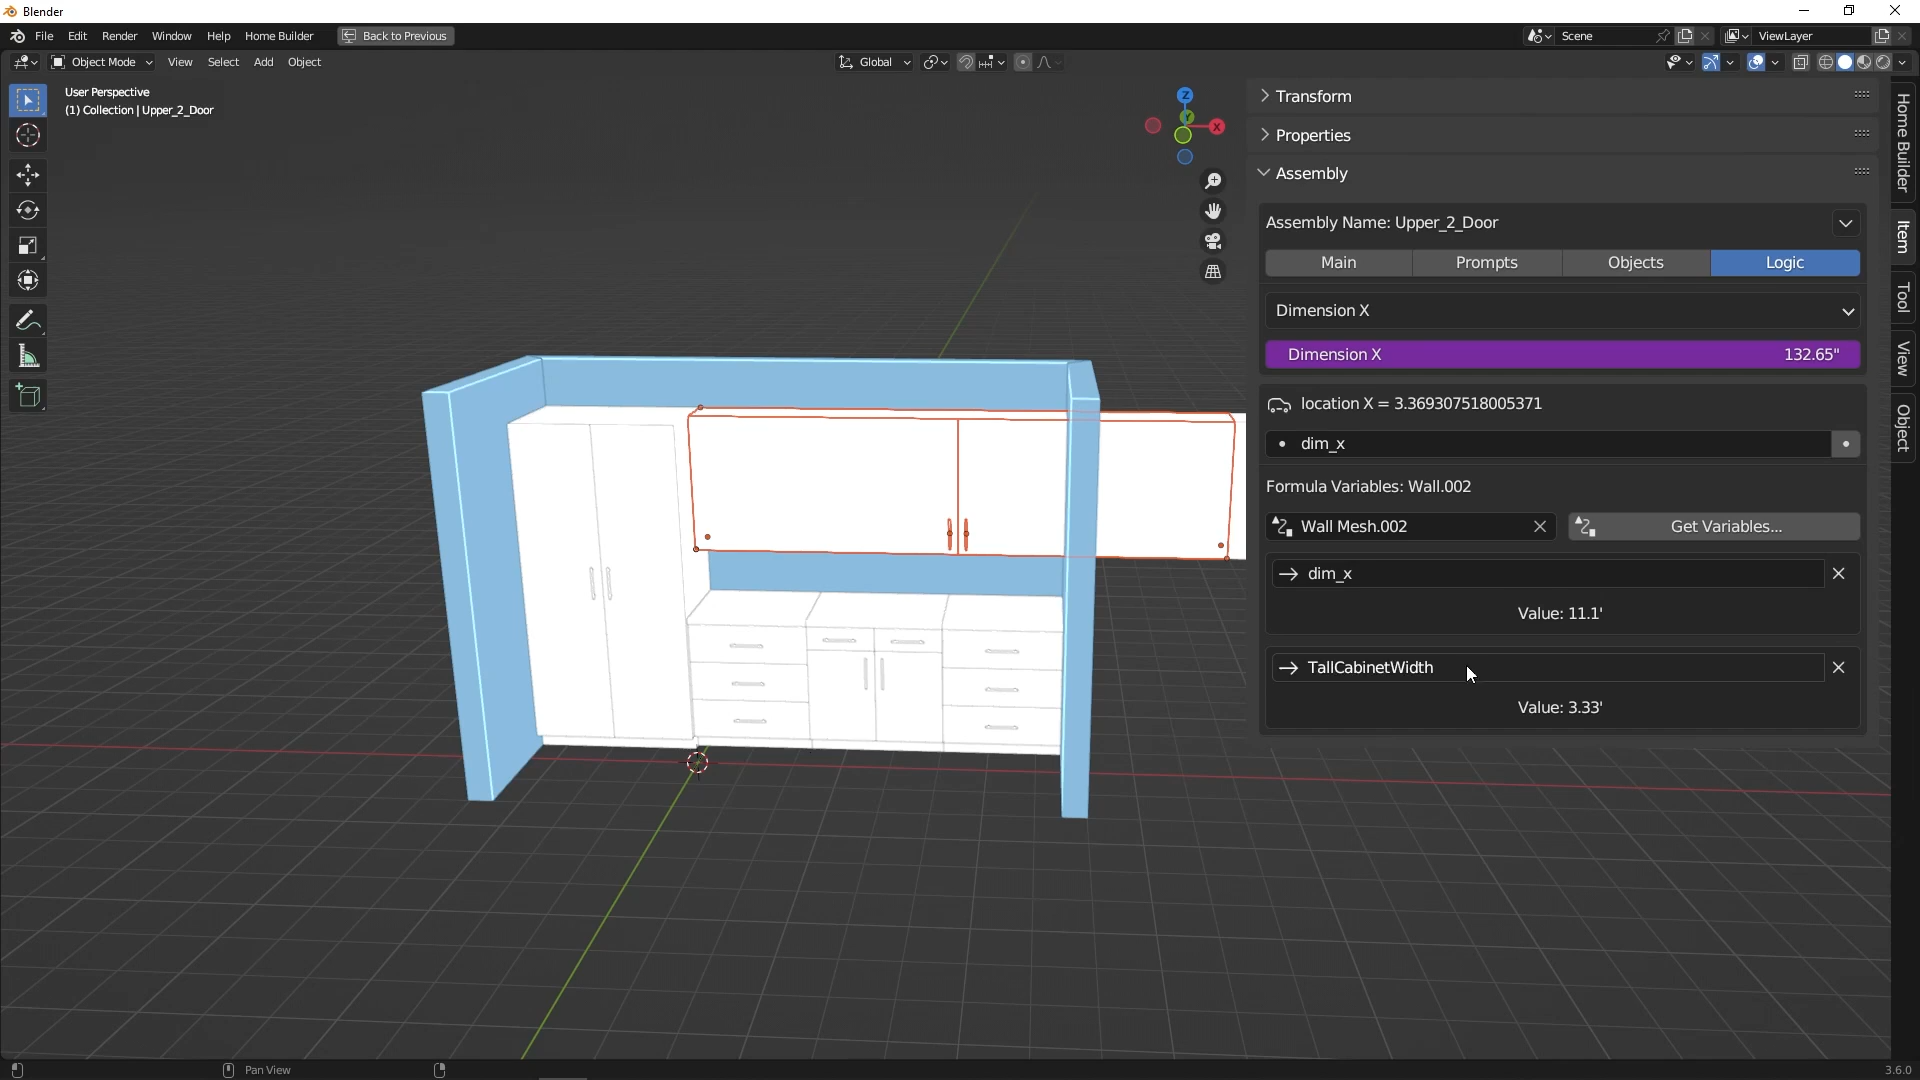 Blender
File Edit Render Window Help Home Builder Back to Previous Scene ViewLayer
Object Mode View Select Add Object Global
User Perspective
(1) Collection | Upper_2_Door
Z
Y
X
Transform
Properties
Assembly
Assembly Name: Upper_2_Door
Main Prompts Objects Logic
Dimension X
Dimension X 132.65"
location X = 3.369307518005371
dim_x
Formula Variables: Wall.002
Wall Mesh.002 Get Variables...
dim_x
Value: 11.1'
TallCabinetWidth
Value: 3.33'
Home Builder
Item
Tool
View
Object
Pan View
3.6.0